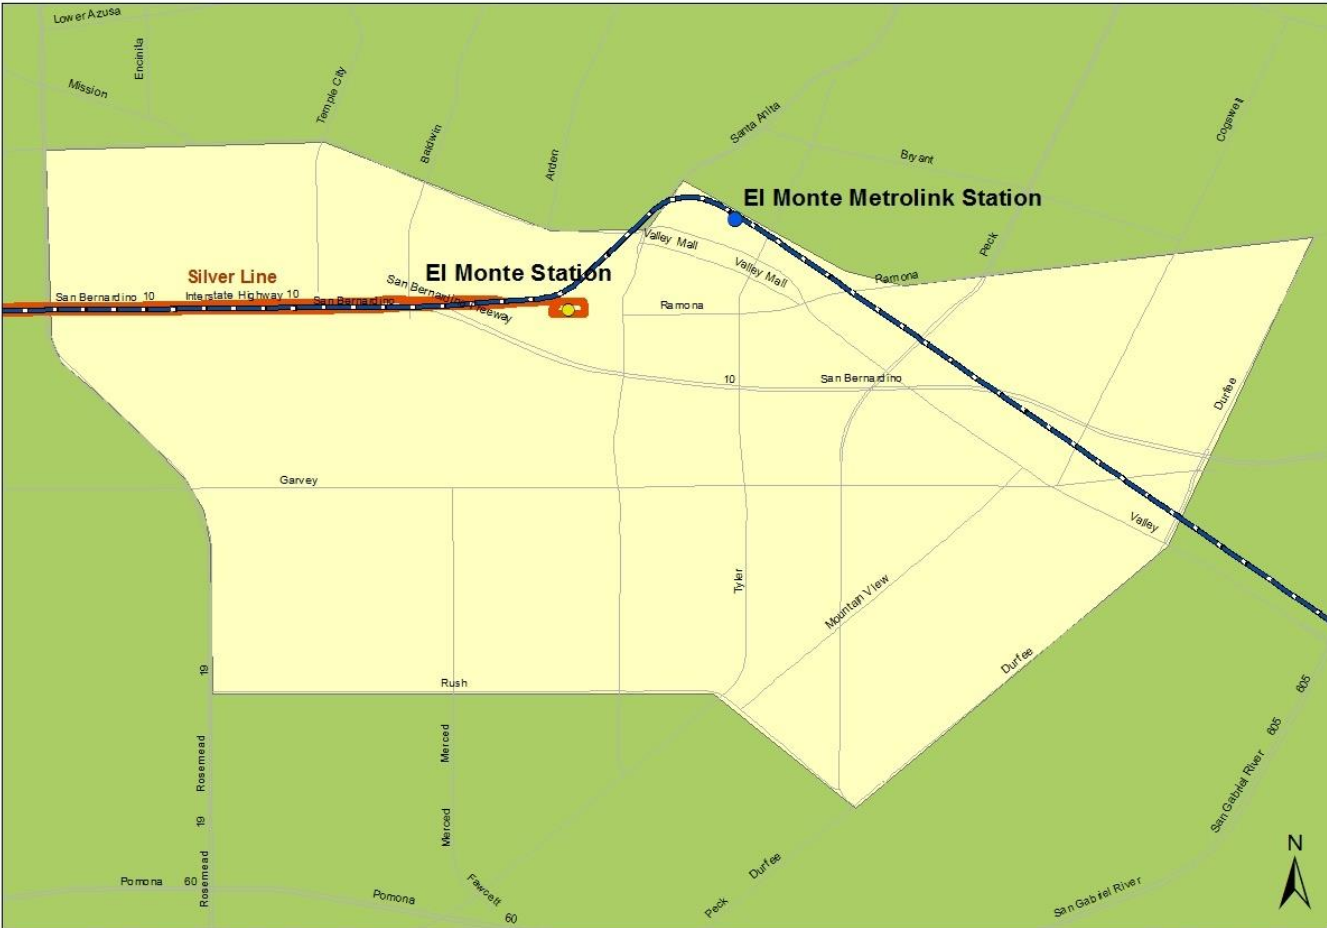 Lower Azusa
Encinita
Mission
Temple City
Baldwin
Arden
Santa Anita
Bryant
Cogswell
El Monte Metrolink Station
Valley Mall
Valley Mall
Peck
Ramona
Silver Line
El Monte Station
San Bernardino 10
Interstate Highway 10
San Bernardino
San Bernardino Freeway
Ramona
10
San Bernardino
Durfee
Garvey
Valley
Tyler
Mountain View
Durfee
19
Rush
605
Merced
605
Rosemead
San Gabriel River
Merced
19
N
Rosemead
Pomona
60
Pomona
Fawcett
60
Durfee
Peck
San Gabriel River